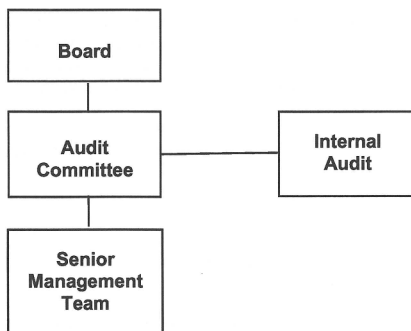 Board
Audit
Committee
Internal
Audit
Senior
Management
Team